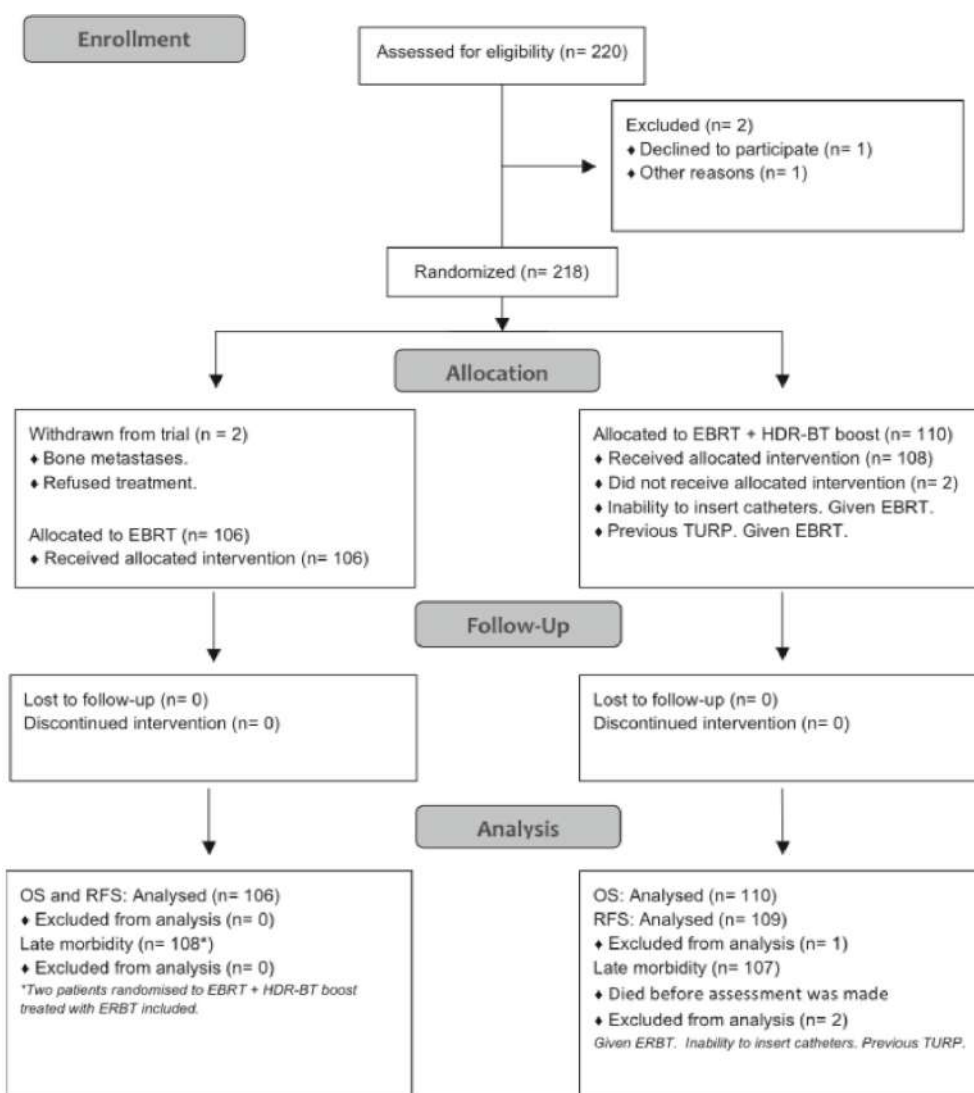 Enrollment
Assessed for eligibility (n= 220)
Excluded (n= 2)
♦ Declined to participate (n= 1)
♦ Other reasons (n= 1)
Randomized (n= 218)
Allocation
Withdrawn from trial (n = 2)
♦ Bone metastases.
♦ Refused treatment.
Allocated to EBRT (n= 106)
♦ Received allocated intervention (n= 106)
Allocated to EBRT + HDR-BT boost (n= 110)
♦ Received allocated intervention (n= 108)
♦ Did not receive allocated intervention (n= 2)
♦ Inability to insert catheters. Given EBRT.
♦ Previous TURP. Given EBRT.
Follow-Up
Lost to follow-up (n= 0)
Discontinued intervention (n= 0)
Lost to follow-up (n= 0)
Discontinued intervention (n= 0)
Analysis
OS and RFS: Analysed (n= 106)
♦ Excluded from analysis (n= 0)
Late morbidity (n= 108*)
♦ Excluded from analysis (n= 0)
*Two patients randomised to EBRT + HDR-BT boost
treated with ERBT included.
OS: Analysed (n= 110)
RFS: Analysed (n= 109)
♦ Excluded from analysis (n= 1)
Late morbidity (n= 107)
♦ Died before assessment was made
♦ Excluded from analysis (n= 2)
Given ERBT. Inability to insert catheters. Previous TURP.